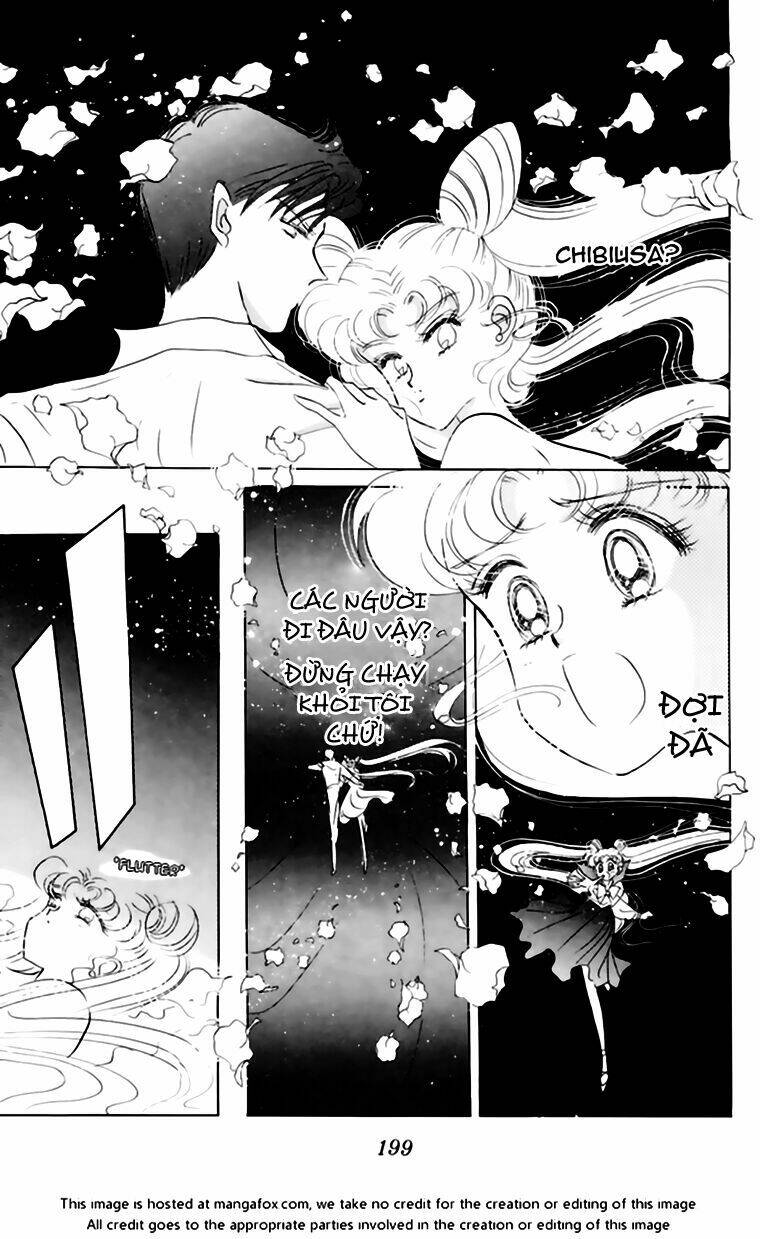 CHIBIUSA?
ĐỢI
ĐÃ
CÁC NGƯỜI
ĐI ĐÂU VẬY?
ĐỪNG CHẠY
KHỎI TÔI
CHỨ!
*FLUTTER*
199
This image is hosted at mangafox.com, we take no credit for the creation or editing of this image
All credit goes to the appropriate parties involved in the creation or editing of this image